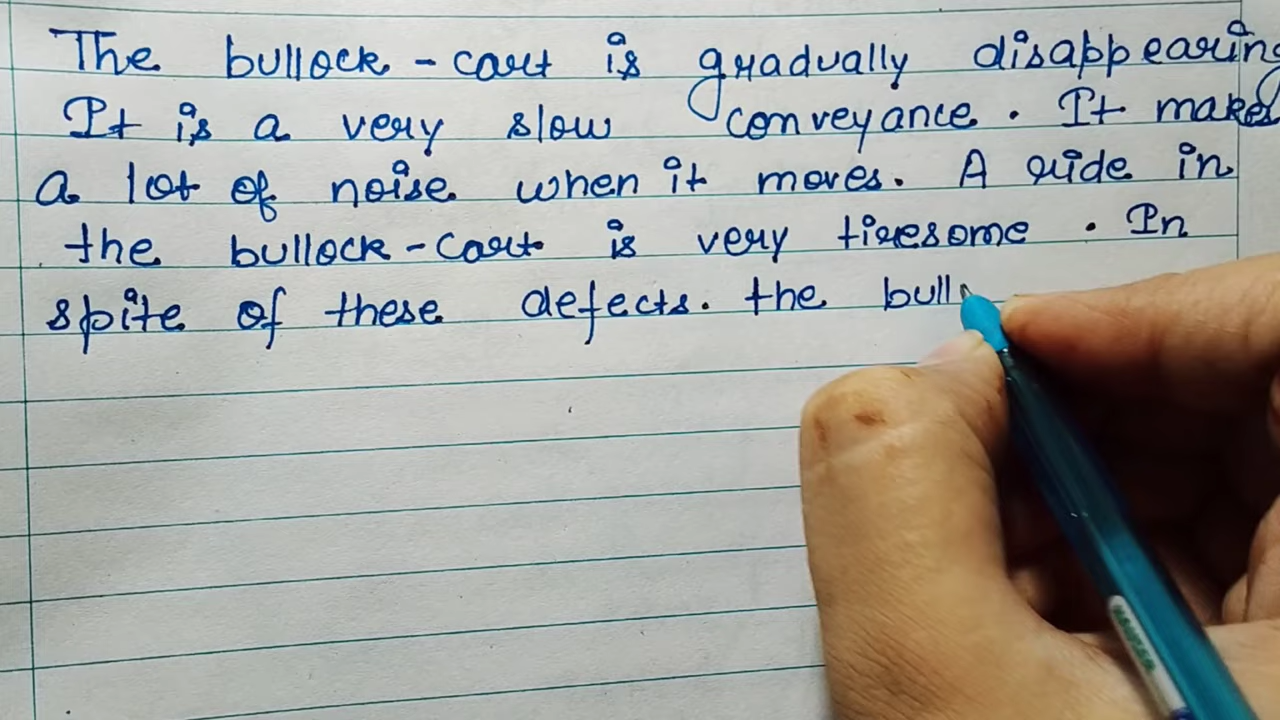 The bullock-cart is gradually disappearing
It is a very slow conveyance. It makes
a lot of noise when it moves. A ride in
the bullock-cart is very tiresome. In
spite of these defects. the bull